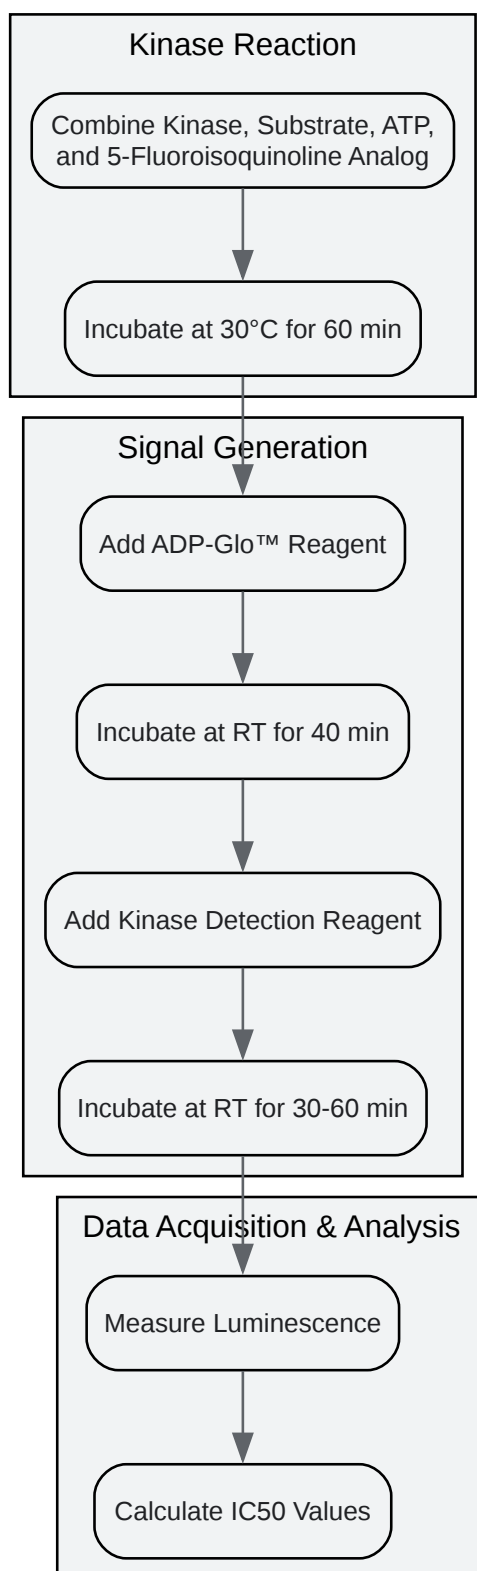 Kinase Reaction
Combine Kinase, Substrate, ATP,
and 5-Fluoroisoquinoline Analog
Incubate at 30°C for 60 min
Signal Generation
Add ADP-Glo™ Reagent
Incubate at RT for 40 min
Add Kinase Detection Reagent
Incubate at RT for 30-60 min
Data Acquisition & Analysis
Measure Luminescence
Calculate IC50 Values